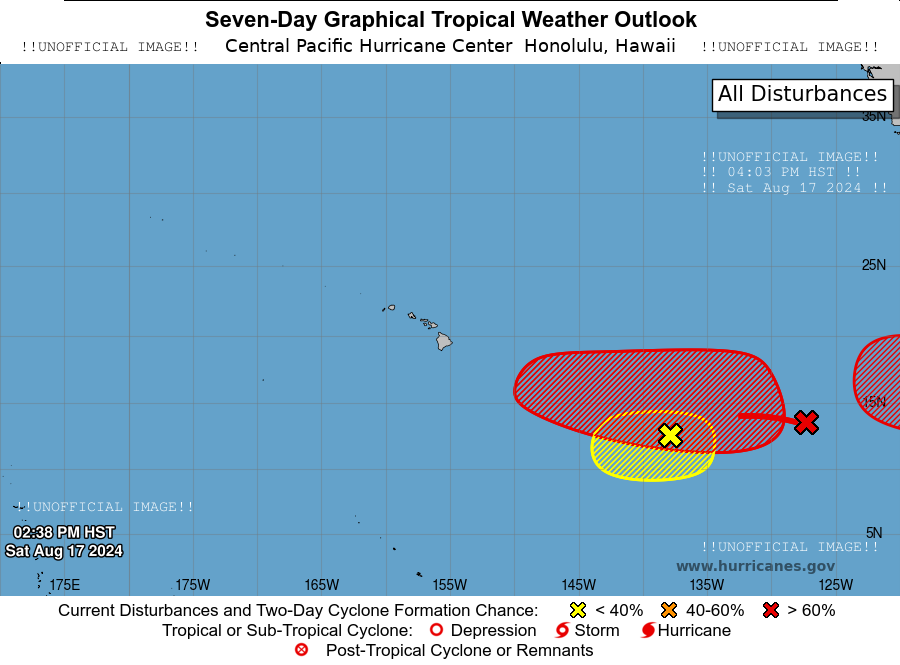 Seven-Day Graphical Tropical Weather Outlook
!!UNOFFICIAL IMAGE!! Central Pacific Hurricane Center Honolulu, Hawaii !!UNOFFICIAL IMAGE!!
All Disturbances
35N
!!UNOFFICIAL IMAGE!!
!! 04:03 PM HST !!
!! Sat Aug 17 2024 !!
25N
15N
!!UNOFFICIAL IMAGE!!
02:38 PM HST
5N
Sat Aug 17 2024
!!UNOFFICIAL IMAGE!!
www.hurricanes.gov
175E 175W 165W 155W 145W 135W 125W
Current Disturbances and Two-Day Cyclone Formation Chance: < 40% 40-60% > 60%
Tropical or Sub-Tropical Cyclone: Depression Storm Hurricane
Post-Tropical Cyclone or Remnants